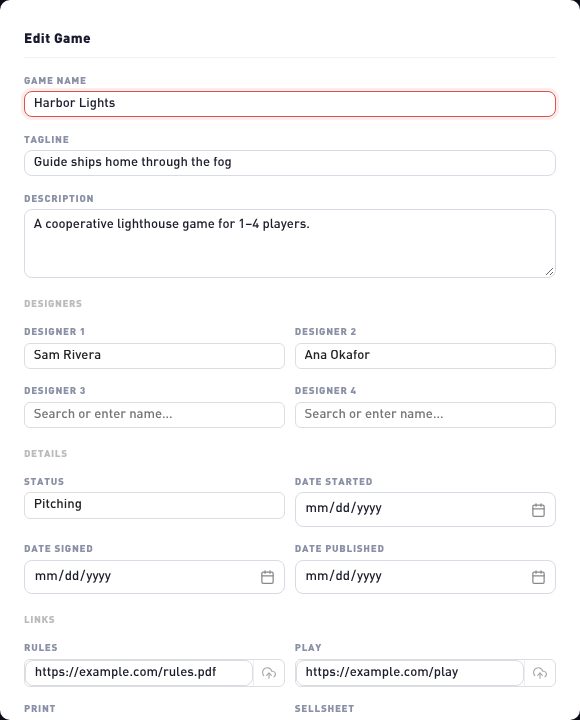 Edit Game
GAME NAME
Harbor Lights
TAGLINE
Guide ships home through the fog
DESCRIPTION
A cooperative lighthouse game for 1–4 players.
DESIGNERS
DESIGNER 1
DESIGNER 2
Sam Rivera
Ana Okafor
DESIGNER 3
DESIGNER 4
Search or enter name...
Search or enter name...
DETAILS
STATUS
DATE STARTED
Pitching
mm/dd/yyyy
DATE SIGNED
DATE PUBLISHED
mm/dd/yyyy
mm/dd/yyyy
LINKS
RULES
PLAY
https://example.com/rules.pdf
https://example.com/play
PRINT
SELLSHEET